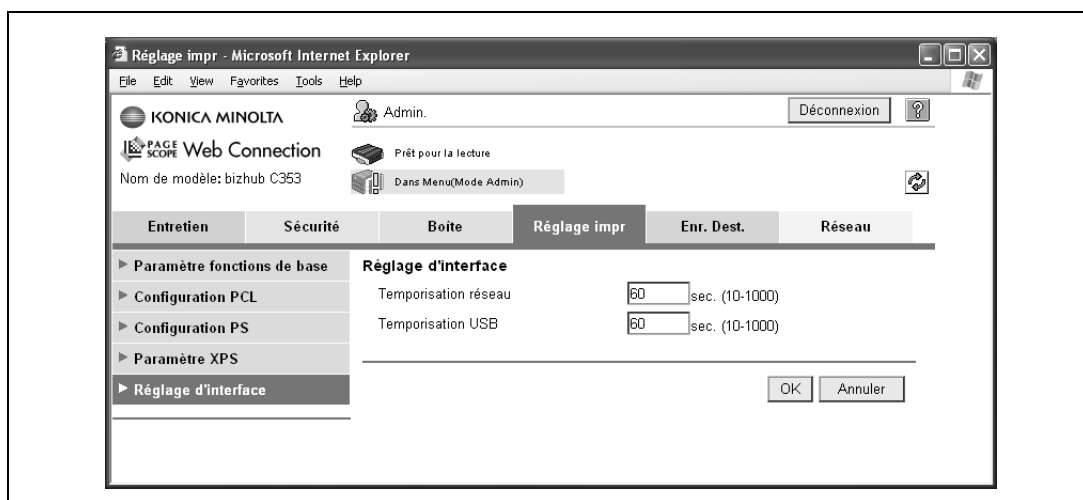 Réglage impr - Microsoft Internet Explorer
File Edit View Favorites Tools Help
KONICA MINOLTA
Admin.
Déconnexion
?
PAGE SCOPE Web Connection
Prêt pour la lecture
Nom de modèle: bizhub C353
Dans Menu(Mode Admin)
Entretien Sécurité Boîte Réglage impr Enr. Dest. Réseau
Paramètre fonctions de base
Configuration PCL
Configuration PS
Paramètre XPS
Réglage d'interface
Réglage d'interface
Temporisation réseau 60 sec. (10-1000)
Temporisation USB 60 sec. (10-1000)
OK Annuler